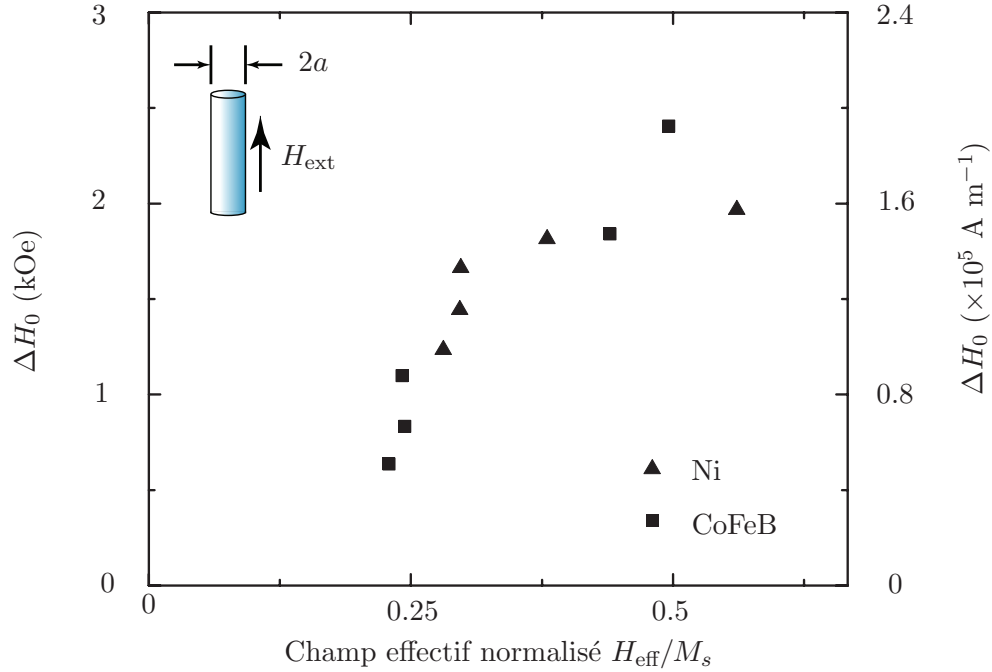 3
2.4
2a
H_ext
2
1.6
ΔH_0 (kOe)
ΔH_0 (×10^5 A m^−1)
1
0.8
Ni
CoFeB
0
0
0
0.25
0.5
Champ effectif normalisé H_eff/M_s